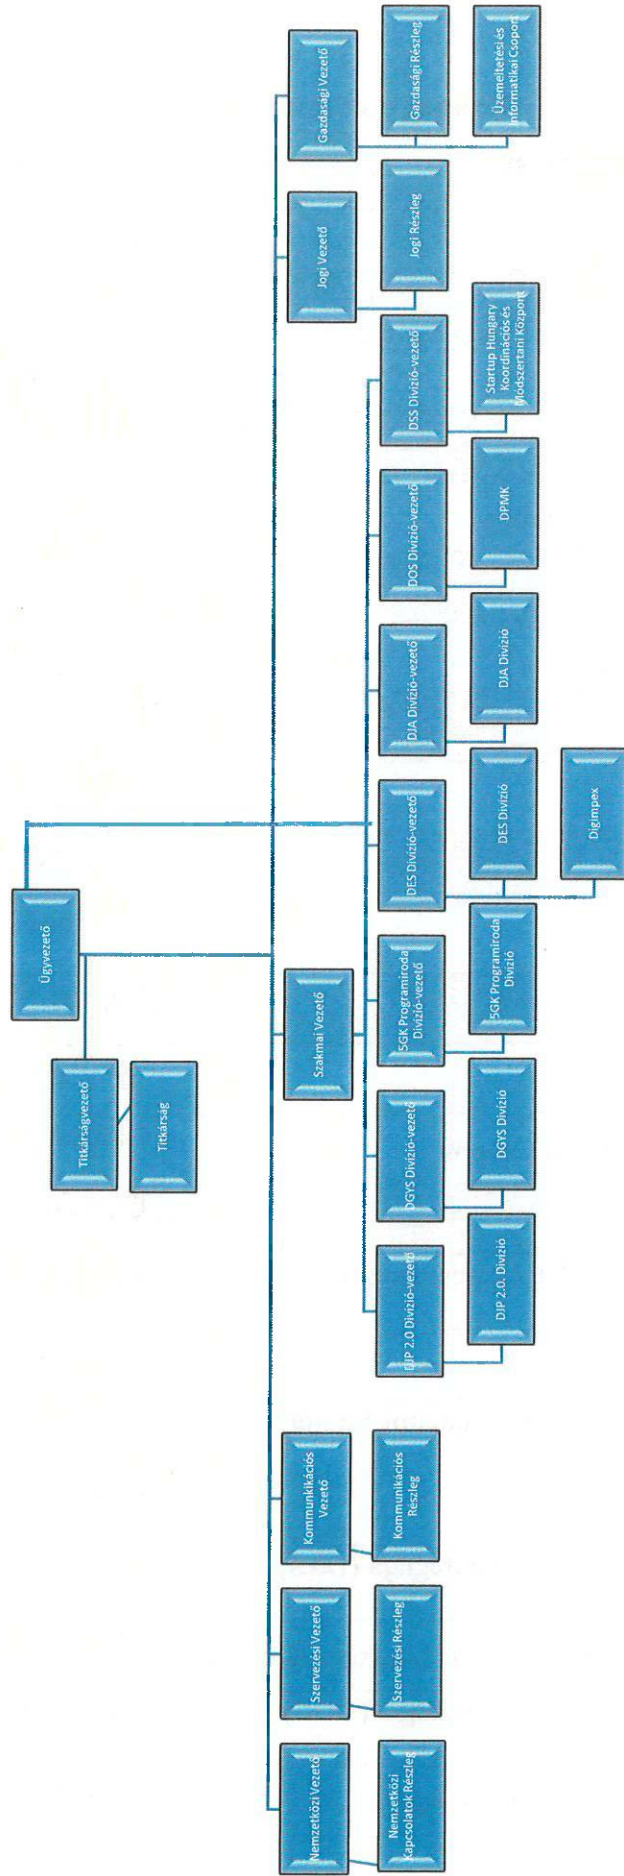 Ügyvezető
Titkárságvezető
Titkárság
Nemzetközi Vezető
Nemzetközi
Kapcsolatok Részleg
Szervezési Vezető
Szervezési Részleg
Kommunkikációs
Vezető
Kommunikációs
Részleg
Szakmai Vezető
DJP 2.0 Divízió-vezető
DJP 2.0. Divízió
DGYS Divízió-vezető
DGYS Divízió
5GK Programiroda
Divízió-vezető
5GK Programiroda
Divízió
DES Divízió-vezető
DES Divízió
Digimpex
DJA Divízió-vezető
DJA Divízió
DOS Divízió-vezető
DPMK
DSS Divízió-vezető
Startup Hungary
Koordinációs és
Módszertani Központ
Jogi Vezető
Jogi Részleg
Gazdasági Vezető
Gazdasági Részleg
Üzemeltetési és
Informatikai Csoport